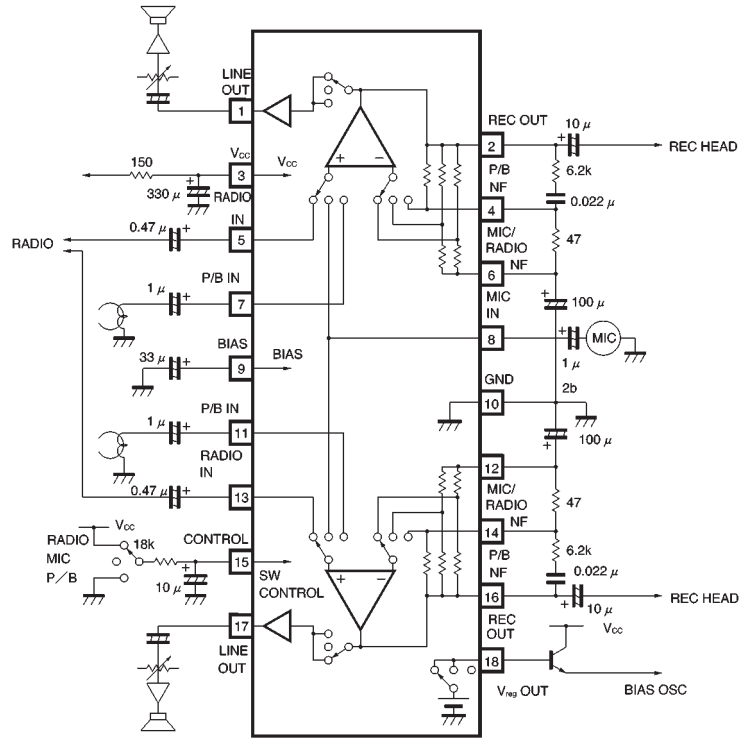 LINE
OUT
1
REC OUT
10 μ
2
REC HEAD
150
VCC
3
VCC
330 μ
RADIO
P/B
NF
6.2k
0.022 μ
4
0.47 μ
IN
5
RADIO
MIC/
RADIO
47
NF
6
P/B IN
1 μ
7
MIC
IN
100 μ
8
MIC
1 μ
BIAS
33 μ
9
BIAS
GND
10
2b
P/B IN
1 μ
11
RADIO
IN
100 μ
12
0.47 μ
13
MIC/
RADIO
NF
47
14
VCC
RADIO
MIC
P/B
18k
CONTROL
15
10 μ
SW
CONTROL
P/B
NF
6.2k
0.022 μ
16
10 μ
REC HEAD
17
LINE
OUT
REC
OUT
VCC
18
Vreg OUT
BIAS OSC
+
−
+
−
+
+
+
+
+
+
+
+
+
+
+
+
+